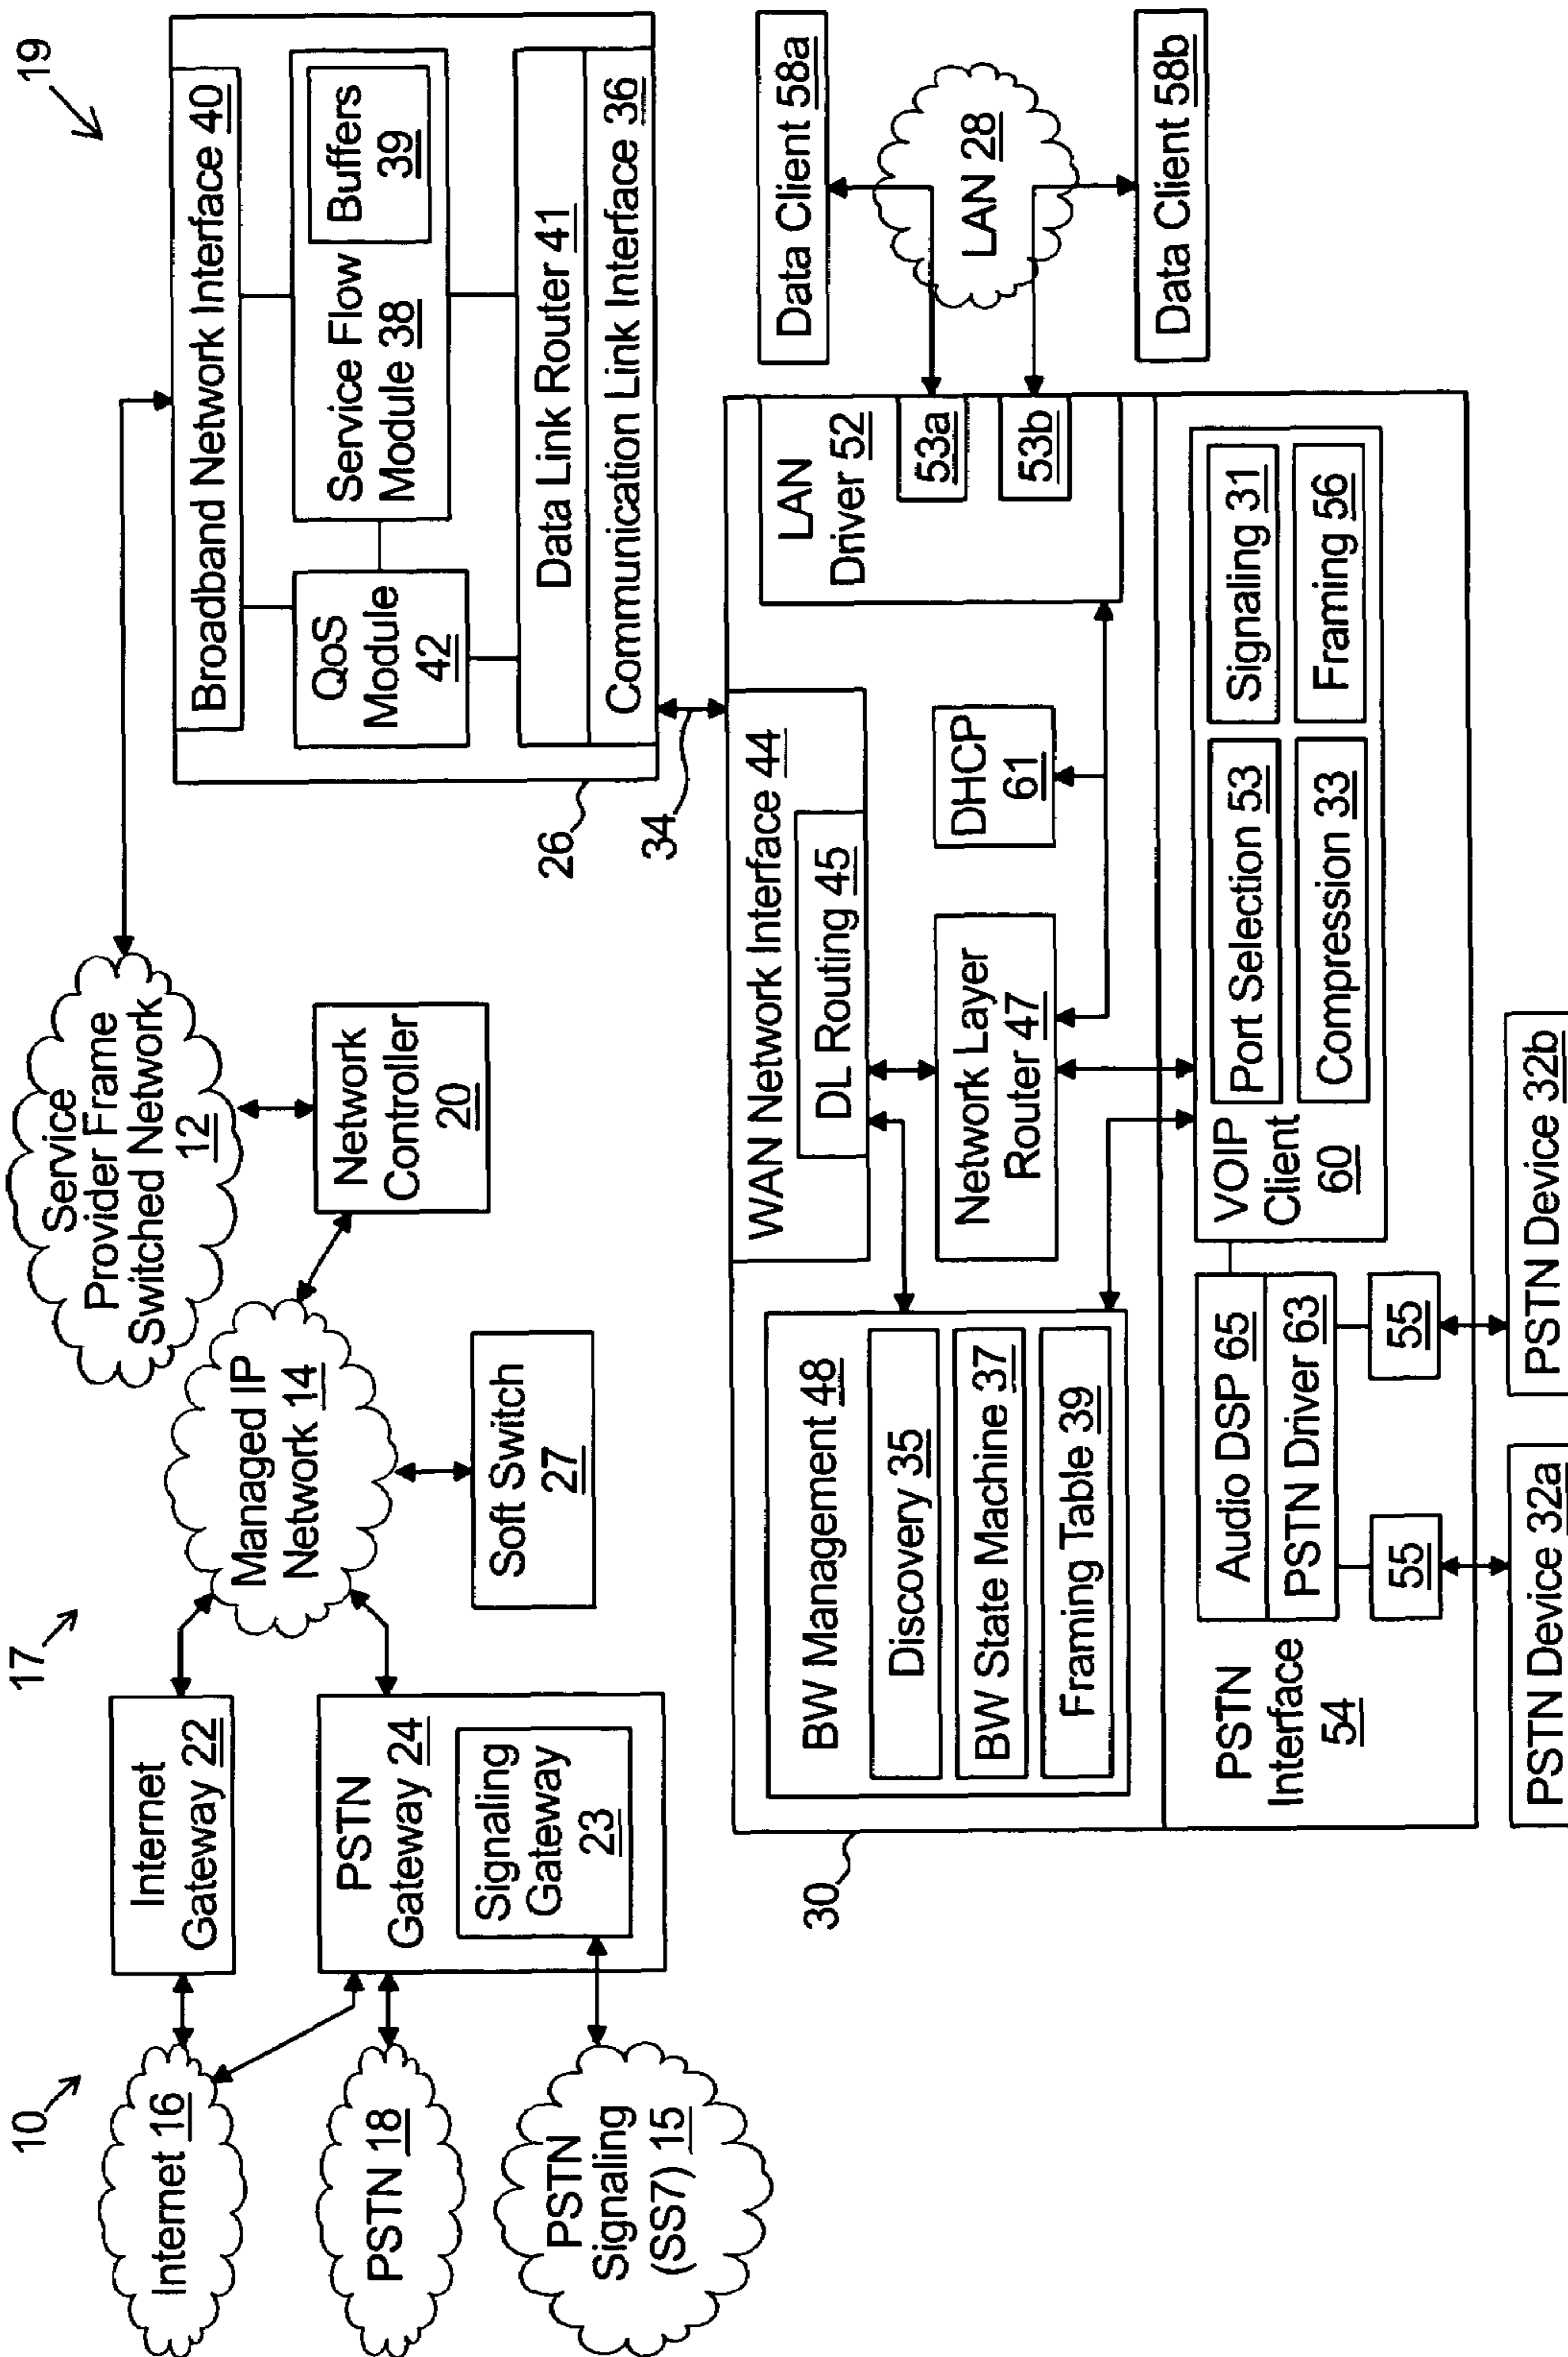 10
17
19
Internet 16
Internet
Gateway 22
PSTN 18
PSTN
Gateway 24
Signaling
Gateway
23
PSTN
Signaling
(SS7) 15
Managed IP
Network 14
Soft Switch
27
Service
Provider Frame
Switched Network
12
Network
Controller
20
Broadband Network Interface 40
QoS
Module
42
Service Flow
Module 38
Buffers
39
Data Link Router 41
Communication Link Interface 36
26
34
30
WAN Network Interface 44
DL Routing 45
BW Management 48
Discovery 35
BW State Machine 37
Framing Table 39
Network Layer
Router 47
DHCP
61
LAN
Driver 52
53a
53b
Data Client 58a
LAN 28
Data Client 58b
PSTN
Interface
54
Audio DSP 65
PSTN Driver 63
55
55
VOIP
Client
60
Port Selection 53
Signaling 31
Compression 33
Framing 56
PSTN Device 32a
PSTN Device 32b